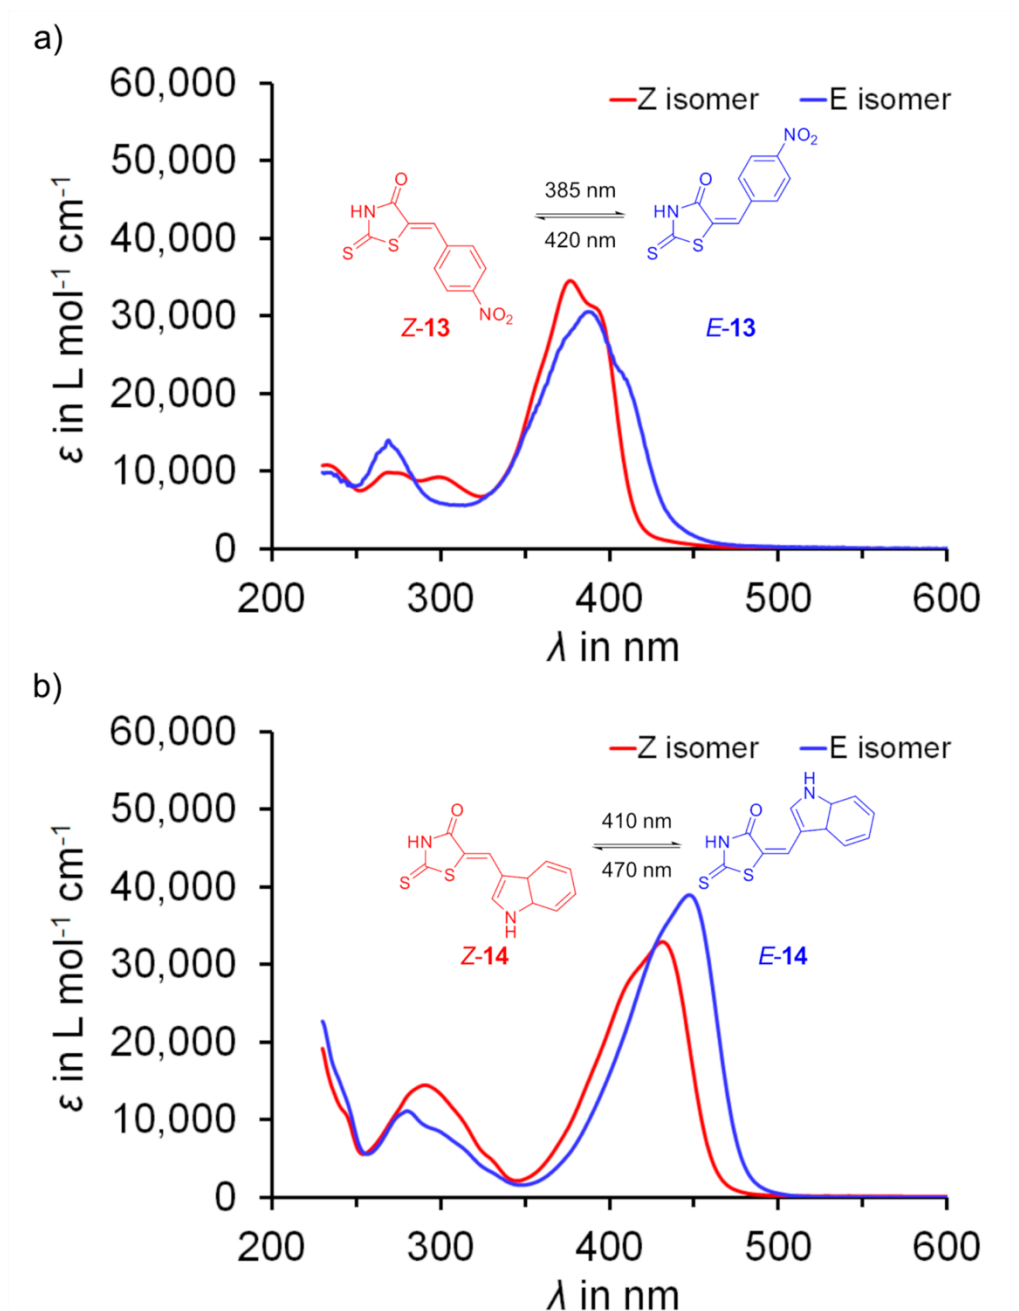 a)
60,000
50,000
40,000
30,000
20,000
10,000
0
ε in L mol⁻¹ cm⁻¹
Z isomer E isomer
O
HN
S
S
NO₂
Z-13
385 nm
420 nm
NO₂
O
HN
S
S
E-13
200 300 400 500 600
λ in nm
b)
60,000
50,000
40,000
30,000
20,000
10,000
0
ε in L mol⁻¹ cm⁻¹
Z isomer E isomer
O
HN
S
S
N
H
Z-14
410 nm
470 nm
H
N
O
HN
S
S
E-14
200 300 400 500 600
λ in nm